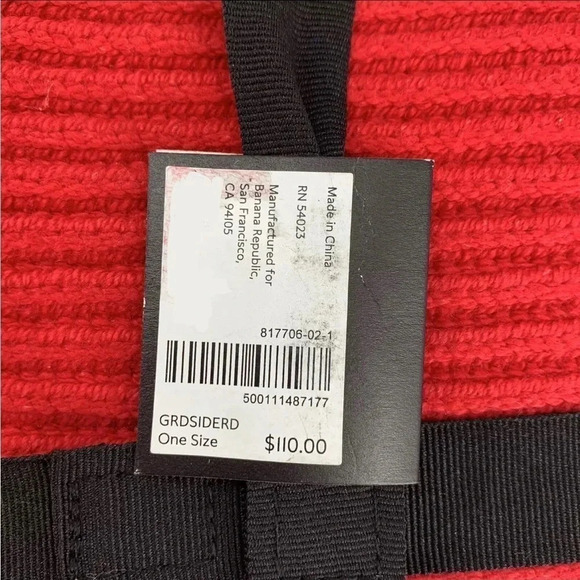 Made in China
RN 54023
Manufactured for
Banana Republic,
San Francisco,
CA 94105
817706-02-1
500111487177
GRDSIDERD
One Size
$110.00